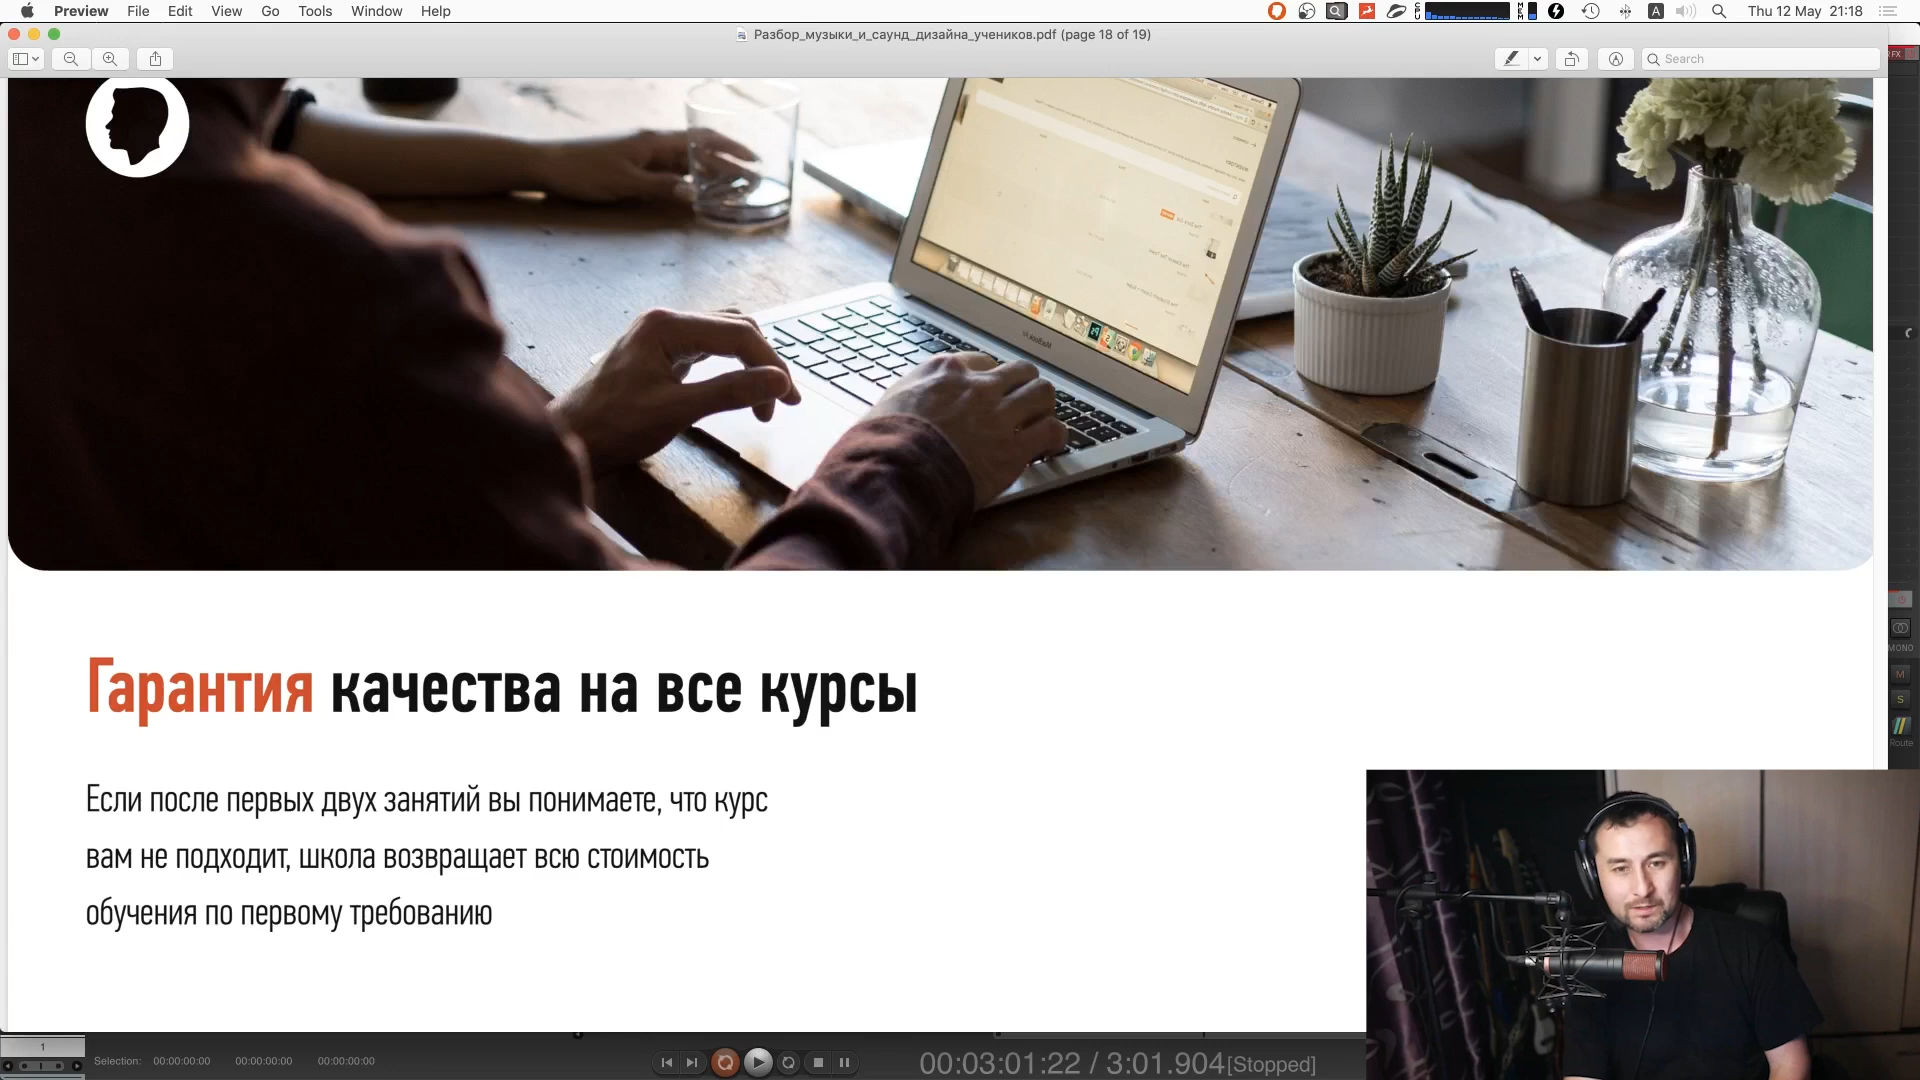 Preview File Edit View Go Tools Window Help
Thu 12 May 21:18
Разбор_музыки_и_саунд_дизайна_учеников.pdf (page 18 of 19)
Search
Гарантия качества на все курсы
Если после первых двух занятий вы понимаете, что курс
вам не подходит, школа возвращает всю стоимость
обучения по первому требованию
FX
MONO
M
S
Route
1
Selection: 00:00:00:00 00:00:00:00 00:00:00:00
00:03:01:22 / 3:01.904 [Stopped]